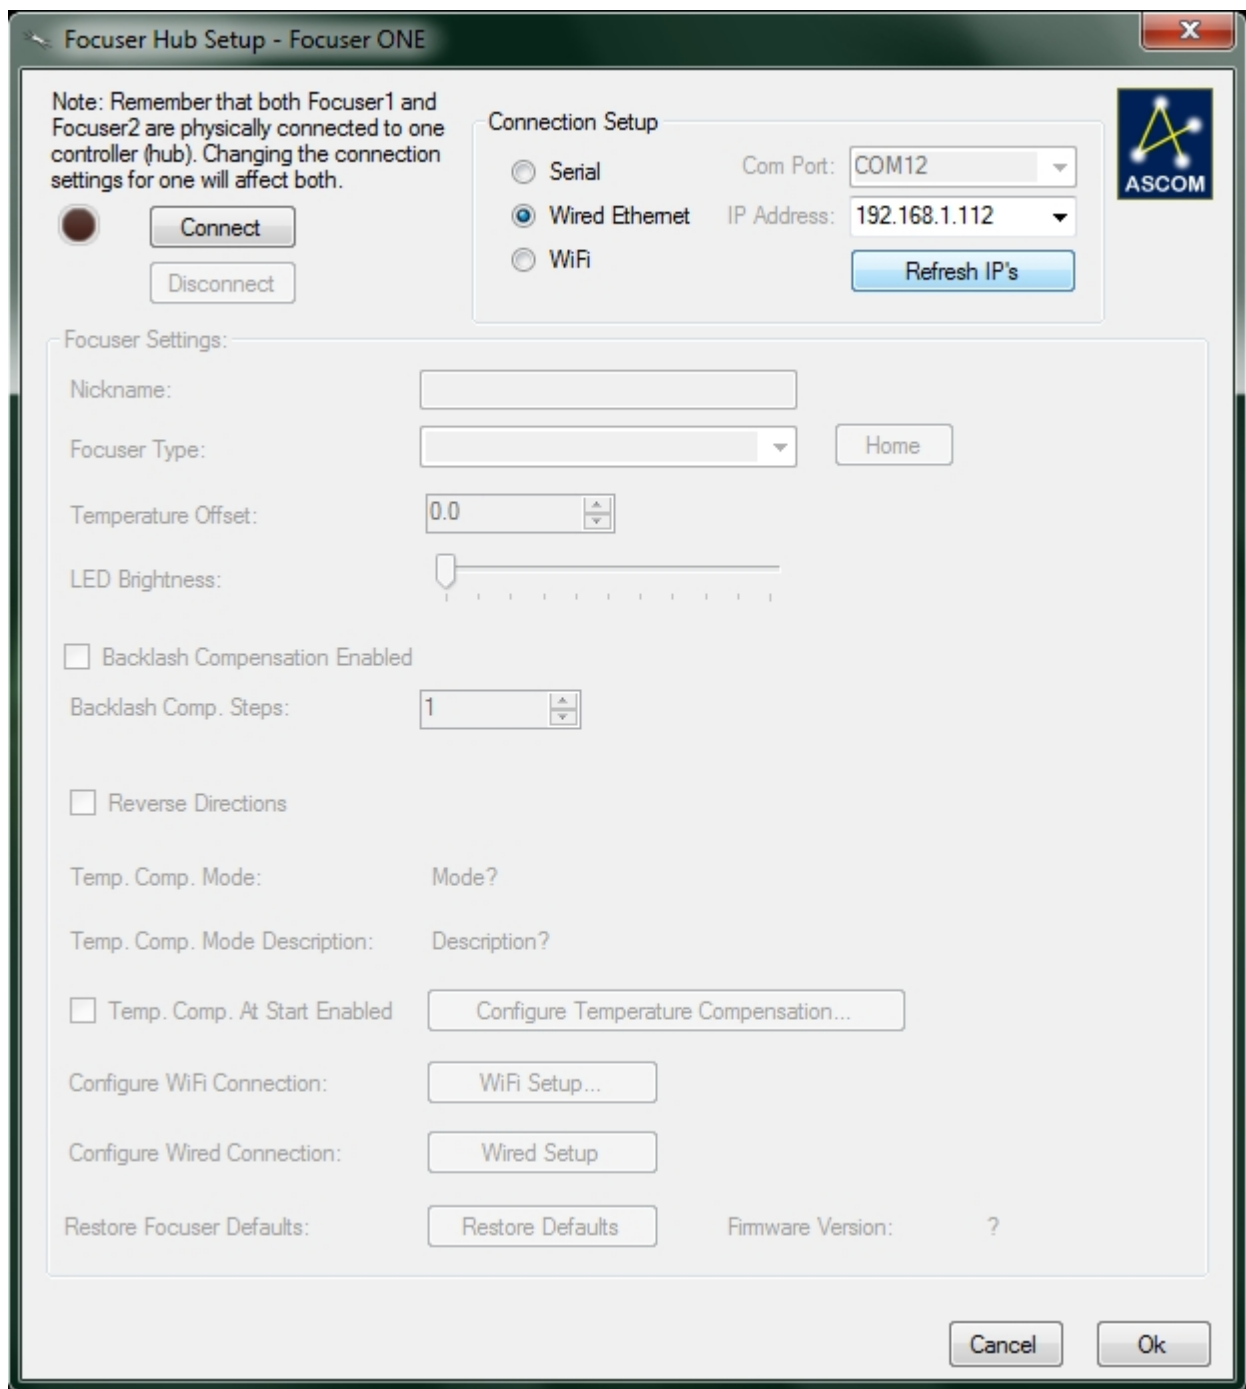 Focuser Hub Setup - Focuser ONE
x
Note: Remember that both Focuser1 and
Focuser2 are physically connected to one
controller (hub). Changing the connection
settings for one will affect both.
Connect
Disconnect
Connection Setup
Serial
Com Port:
COM12
Wired Ethernet
IP Address:
192.168.1.112
WiFi
Refresh IP's
ASCOM
Focuser Settings:
Nickname:
Focuser Type:
Home
Temperature Offset:
0.0
LED Brightness:
Backlash Compensation Enabled
Backlash Comp. Steps:
1
Reverse Directions
Temp. Comp. Mode:
Mode?
Temp. Comp. Mode Description:
Description?
Temp. Comp. At Start Enabled
Configure Temperature Compensation...
Configure WiFi Connection:
WiFi Setup...
Configure Wired Connection:
Wired Setup
Restore Focuser Defaults:
Restore Defaults
Firmware Version:
?
Cancel
Ok